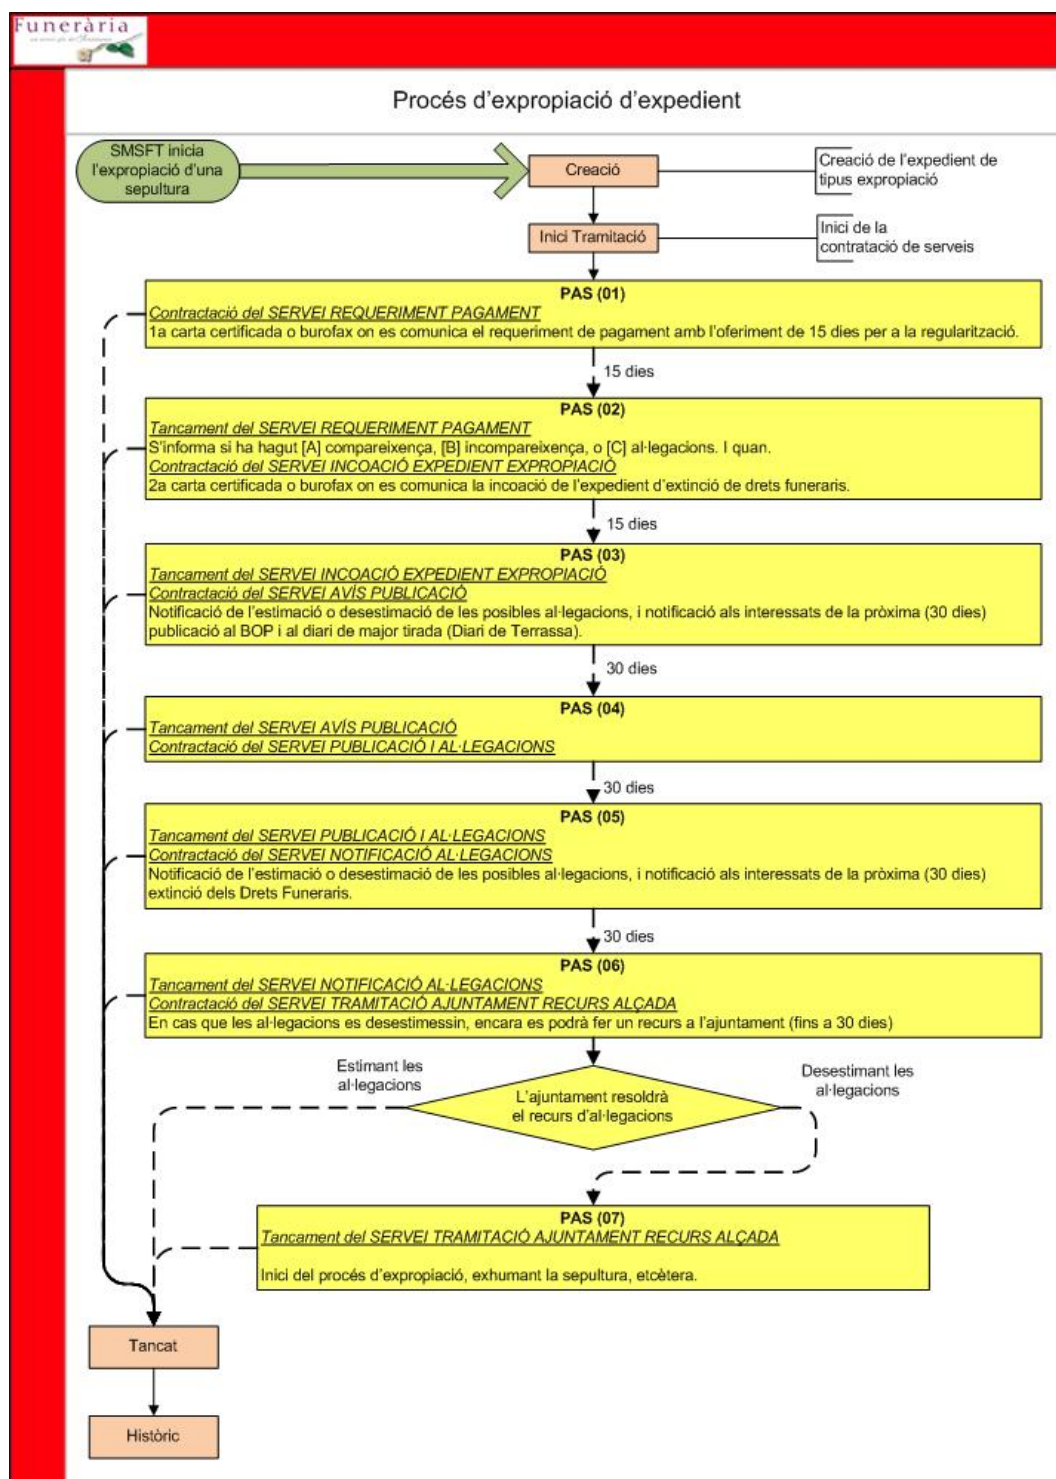 Funerària
Procés d'expropiació d'expedient
SMSFT inicia
l'expropiació d'una
sepultura
Creació
Creació de l'expedient de
tipus expropiació
Inici Tramitació
Inici de la
contratació de serveis
PAS (01)
Contractació del SERVEI REQUERIMENT PAGAMENT
1a carta certificada o burofax on es comunica el requeriment de pagament amb l'oferiment de 15 dies per a la regularització.
15 dies
PAS (02)
Tancament del SERVEI REQUERIMENT PAGAMENT
S'informa si ha hagut [A] compareixença, [B] incompareixença, o [C] al·legacions. I quan.
Contractació del SERVEI INCOACIÓ EXPEDIENT EXPROPIACIÓ
2a carta certificada o burofax on es comunica la incoació de l'expedient d'extinció de drets funeraris.
15 dies
PAS (03)
Tancament del SERVEI INCOACIÓ EXPEDIENT EXPROPIACIÓ
Contractació del SERVEI AVÍS PUBLICACIÓ
Notificació de l'estimació o desestimació de les posibles al·legacions, i notificació als interessats de la pròxima (30 dies)
publicació al BOP i al diari de major tirada (Diari de Terrassa).
30 dies
PAS (04)
Tancament del SERVEI AVÍS PUBLICACIÓ
Contractació del SERVEI PUBLICACIÓ I AL·LEGACIONS
30 dies
PAS (05)
Tancament del SERVEI PUBLICACIÓ I AL·LEGACIONS
Contractació del SERVEI NOTIFICACIÓ AL·LEGACIONS
Notificació de l'estimació o desestimació de les posibles al·legacions, i notificació als interessats de la pròxima (30 dies)
extinció dels Drets Funeraris.
30 dies
PAS (06)
Tancament del SERVEI NOTIFICACIÓ AL·LEGACIONS
Contractació del SERVEI TRAMITACIÓ AJUNTAMENT RECURS ALÇADA
En cas que les al·legacions es desestimessin, encara es podrà fer un recurs a l'ajuntament (fins a 30 dies)
Estimant les
al·legacions
Desestimant les
al·legacions
L'ajuntament resoldrà
el recurs d'al·legacions
PAS (07)
Tancament del SERVEI TRAMITACIÓ AJUNTAMENT RECURS ALÇADA
Inici del procés d'expropiació, exhumant la sepultura, etcètera.
Tancat
Històric